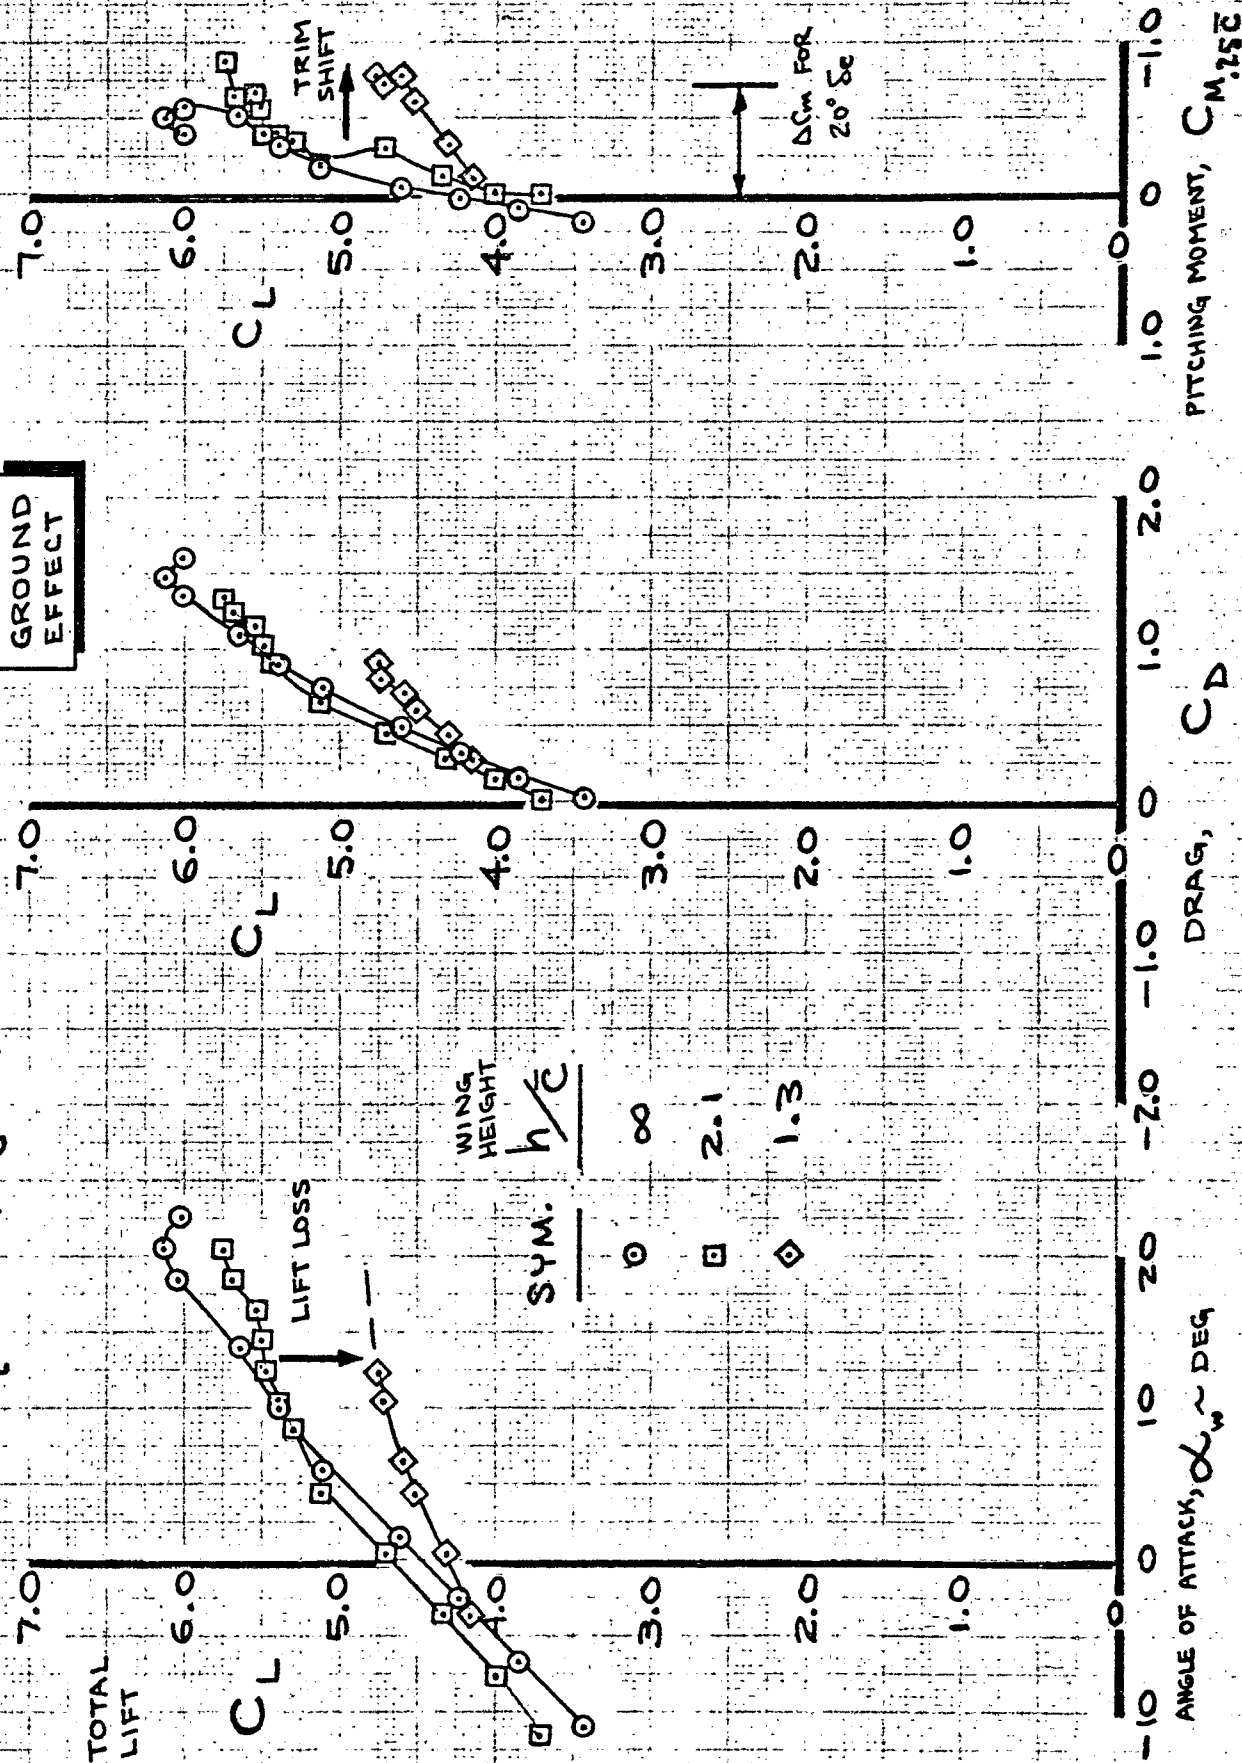 GROUND
EFFECT
TOTAL
LIFT
C_L
7.0
6.0
5.0
4.0
3.0
2.0
1.0
0
-10
0
10
20
ANGLE OF ATTACK, α_w ~ DEG
LIFT LOSS
SYM.
WING
HEIGHT
h/c̄
∞
2.1
1.3
C_L
7.0
6.0
5.0
4.0
3.0
2.0
1.0
0
-2.0
-1.0
0
1.0
2.0
DRAG, C_D
C_L
7.0
6.0
5.0
4.0
3.0
2.0
1.0
0
1.0
0
-1.0
PITCHING MOMENT, C_M.25c̄
TRIM
SHIFT
ΔCm FOR
20° δe